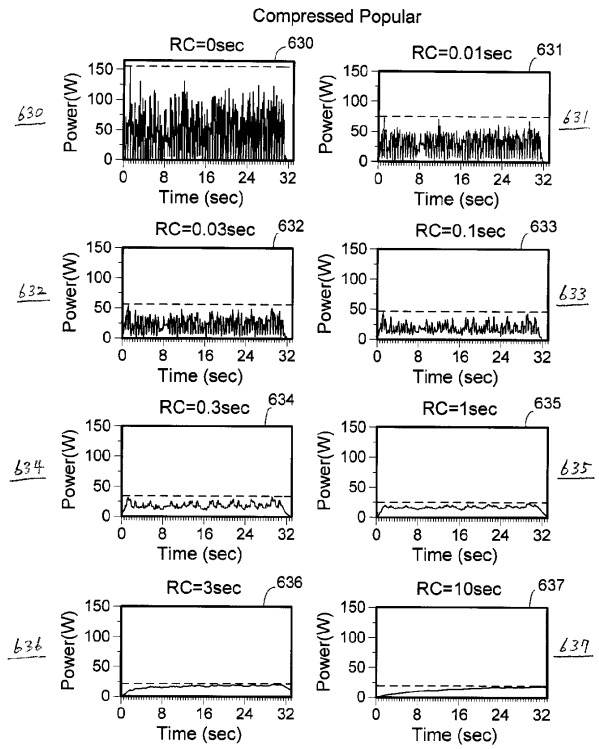 Compressed Popular
RC=0sec 630
630
Power(W)
150
100
50
0
0 8 16 24 32
Time (sec)
RC=0.01sec 631
631
Power(W)
150
100
50
0
0 8 16 24 32
Time (sec)
RC=0.03sec 632
632
Power(W)
150
100
50
0
0 8 16 24 32
Time (sec)
RC=0.1sec 633
633
Power(W)
150
100
50
0
0 8 16 24 32
Time (sec)
RC=0.3sec 634
634
Power(W)
150
100
50
0
0 8 16 24 32
Time (sec)
RC=1sec 635
635
Power(W)
150
100
50
0
0 8 16 24 32
Time (sec)
RC=3sec 636
636
Power(W)
150
100
50
0
0 8 16 24 32
Time (sec)
RC=10sec 637
637
Power(W)
150
100
50
0
0 8 16 24 32
Time (sec)